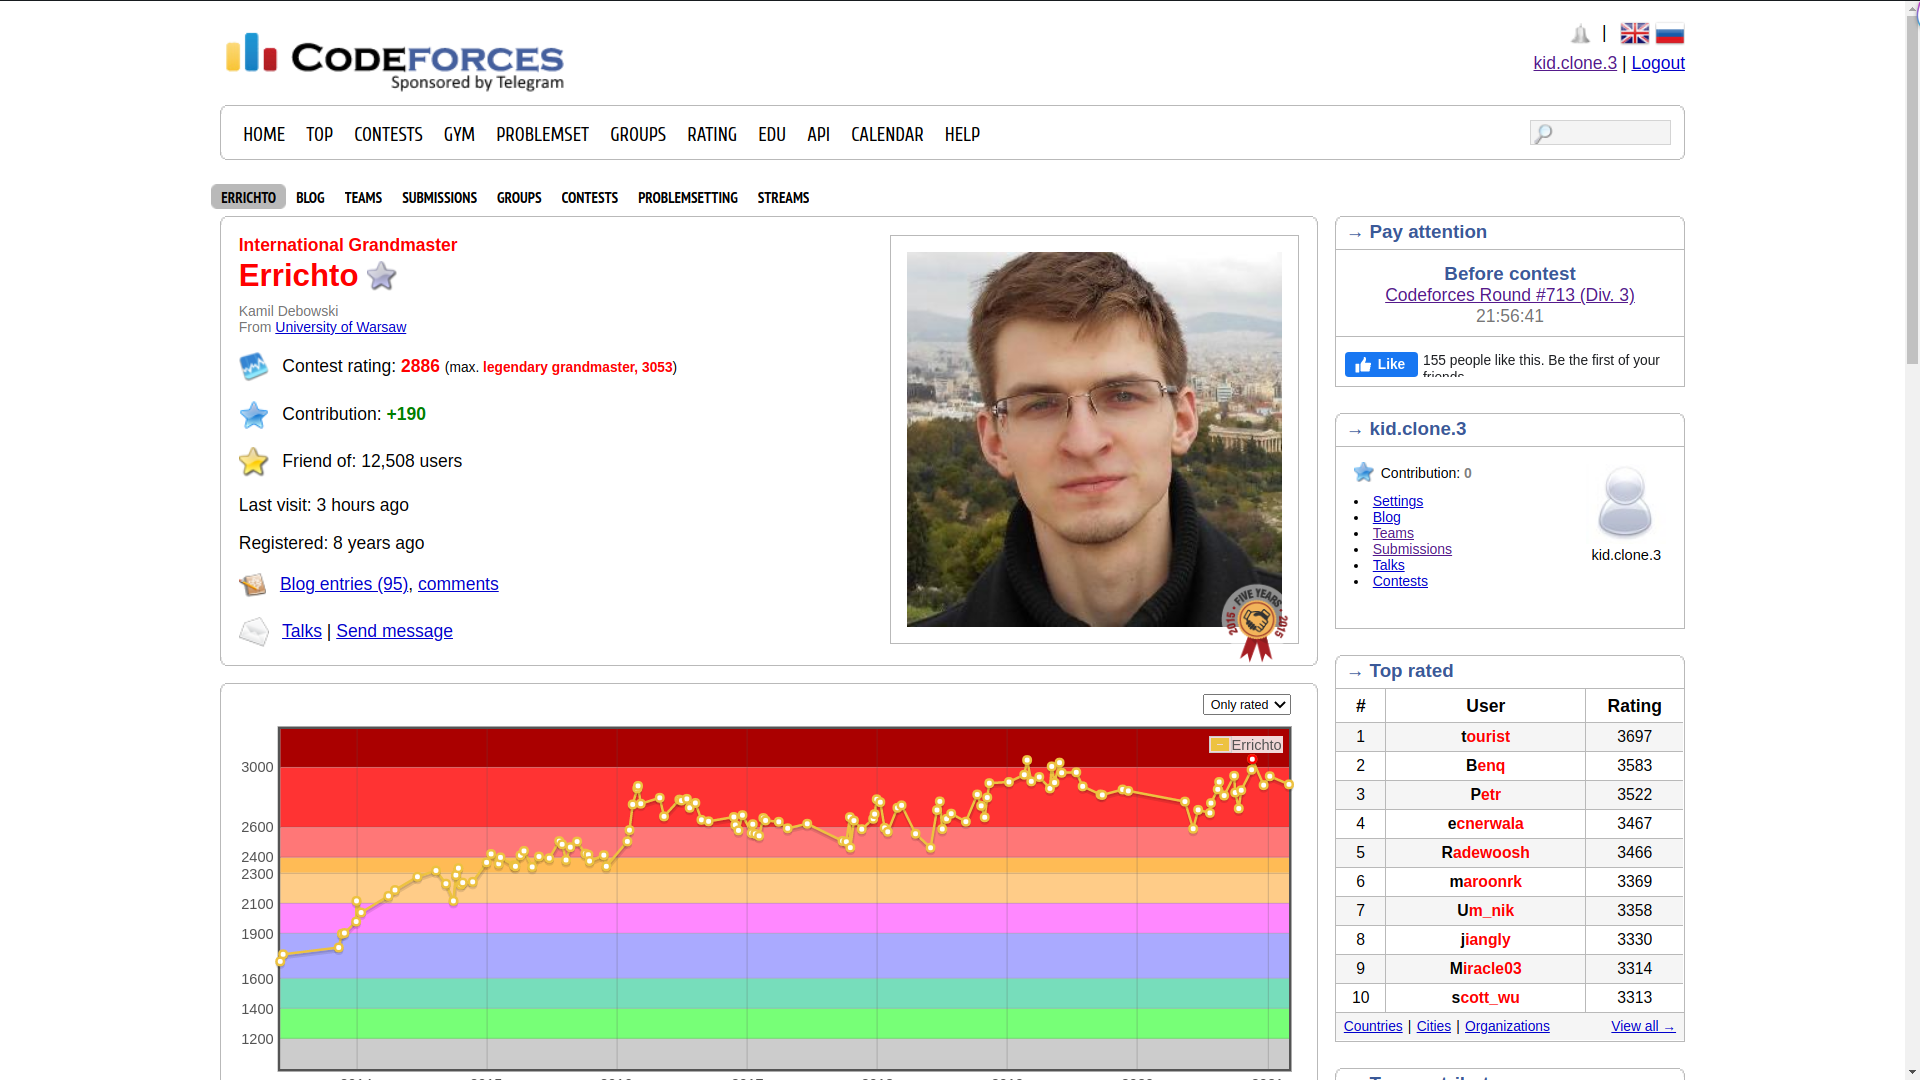 CODEFORCES
Sponsored by Telegram
|
kid.clone.3 | Logout
HOME TOP CONTESTS GYM PROBLEMSET GROUPS RATING EDU API CALENDAR HELP
ERRICHTO BLOG TEAMS SUBMISSIONS GROUPS CONTESTS PROBLEMSETTING STREAMS
International Grandmaster
Errichto
Kamil Debowski
From University of Warsaw
Contest rating: 2886 (max. legendary grandmaster, 3053)
Contribution: +190
Friend of: 12,508 users
Last visit: 3 hours ago
Registered: 8 years ago
Blog entries (95), comments
Talks | Send message
2015 · FIVE YEARS · 2015
Only rated
Errichto
3000
2600
2400
2300
2100
1900
1600
1400
1200
→ Pay attention
Before contest
Codeforces Round #713 (Div. 3)
21:56:41
Like 155 people like this. Be the first of your
friends.
→ kid.clone.3
Contribution: 0
Settings
Blog
Teams
Submissions
Talks
Contests
kid.clone.3
→ Top rated
# User Rating
1 tourist 3697
2 Benq 3583
3 Petr 3522
4 ecnerwala 3467
5 Radewoosh 3466
6 maroonrk 3369
7 Um_nik 3358
8 jiangly 3330
9 Miracle03 3314
10 scott_wu 3313
Countries | Cities | Organizations View all →